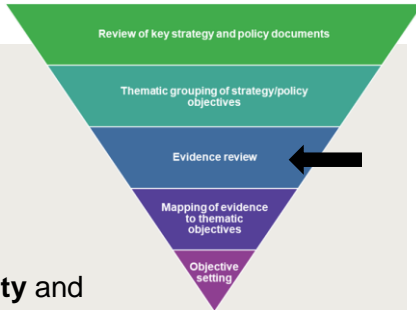 Review of key strategy and policy documents
Thematic grouping of strategy/policy
objectives
Evidence review
Mapping of evidence
to thematic
objectives
Objective
setting
ty and